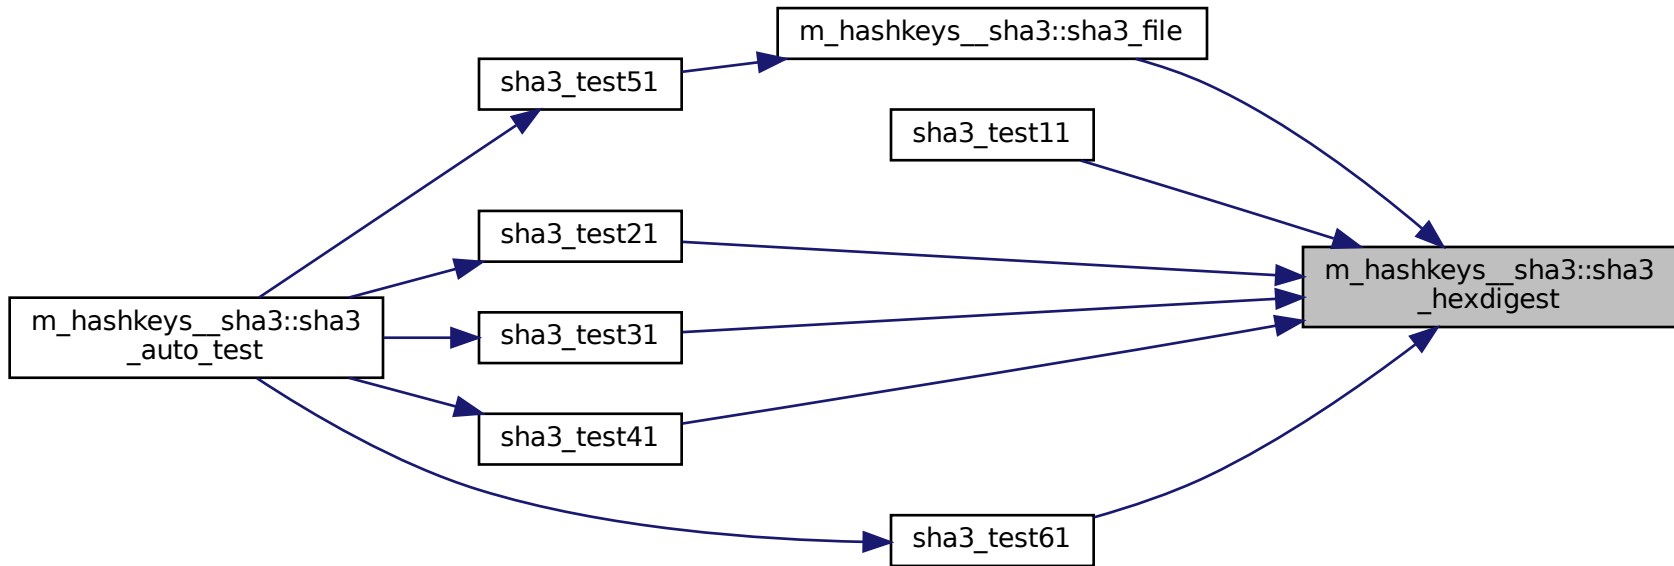 m_hashkeys__sha3::sha3_file
sha3_test51
sha3_test11
sha3_test21
m_hashkeys__sha3::sha3
_hexdigest
m_hashkeys__sha3::sha3
_auto_test
sha3_test31
sha3_test41
sha3_test61